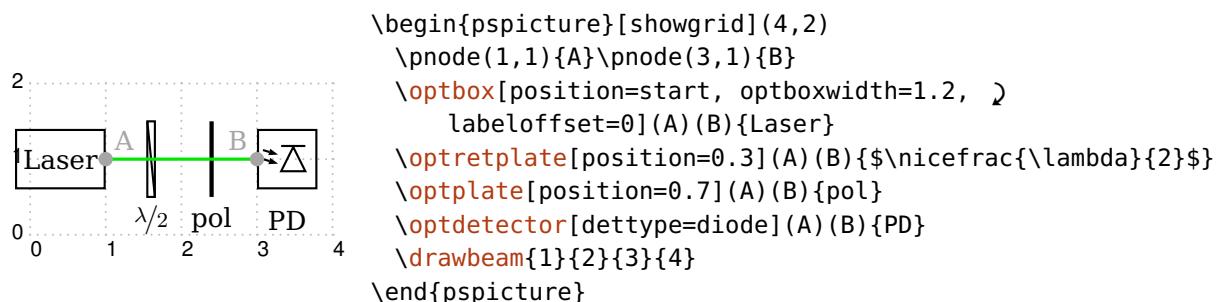 2
1
0
0 1 2 3 4
Laser A B
λ/2 pol PD
\begin{pspicture}[showgrid](4,2)
\pnode(1,1){A}\pnode(3,1){B}
\optbox[position=start, optboxwidth=1.2,
labeloffset=0](A)(B){Laser}
\optretplate[position=0.3](A)(B){$\nicefrac{\lambda}{2}$}
\optplate[position=0.7](A)(B){pol}
\optdetector[dettype=diode](A)(B){PD}
\drawbeam{1}{2}{3}{4}
\end{pspicture}